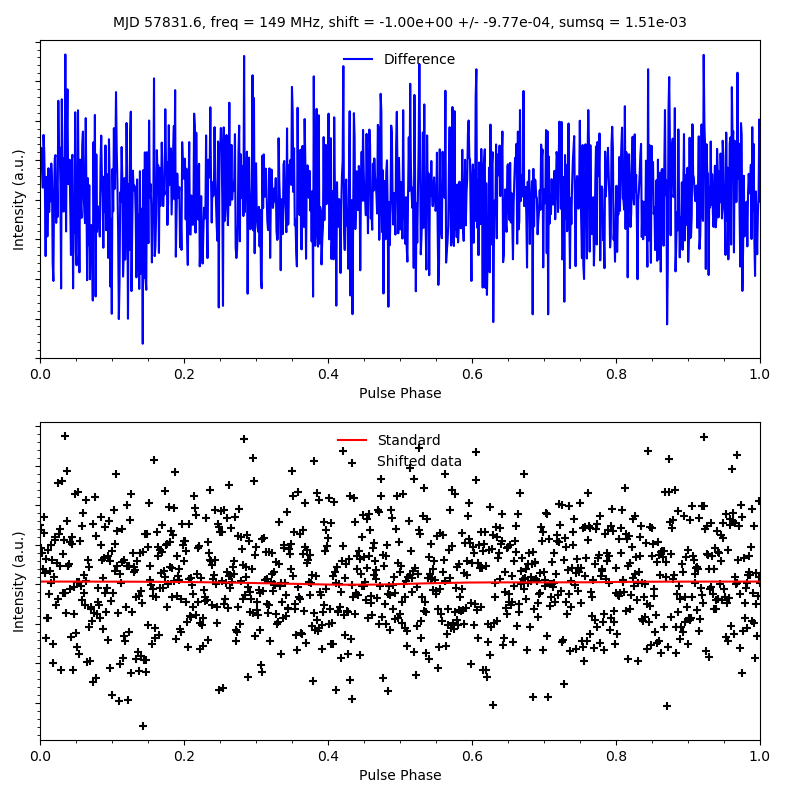 MJD 57831.6, freq = 149 MHz, shift = -1.00e+00 +/- -9.77e-04, sumsq = 1.51e-03
Difference
Intensity (a.u.)
0.0 0.2 0.4 0.6 0.8 1.0
Pulse Phase
Standard
Shifted data
Intensity (a.u.)
0.0 0.2 0.4 0.6 0.8 1.0
Pulse Phase